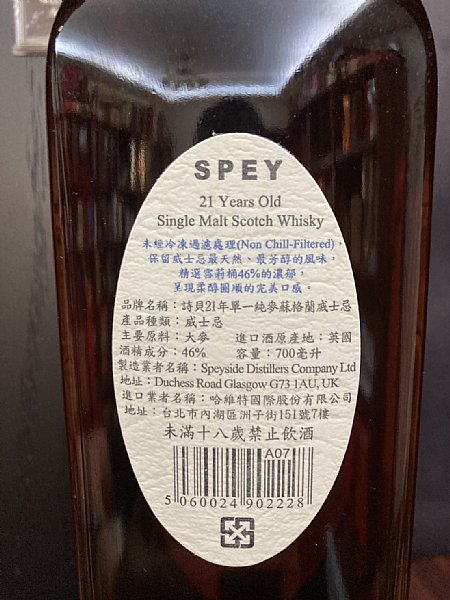 SPEY
21 Years Old
Single Malt Scotch Whisky
未經冷凍過濾處理(Non Chill-Filtered)，
保留威士忌最天然、最芳醇的風味，
精選雪莉桶46%的濃郁，
呈現柔醇圓順的完美口感。
品牌名稱：詩貝21年單一純麥蘇格蘭威士忌
產品種類：威士忌
主要原料：大麥 進口酒原產地：英國
酒精成分：46% 容量：700毫升
製造業者名稱：Speyside Distillers Company Ltd
地址：Duchess Road Glasgow G73 1AU, UK
進口業者名稱：哈維特國際股份有限公司
地址：台北市內湖區洲子街151號7樓
未滿十八歲禁止飲酒
A07
5 060024 902228